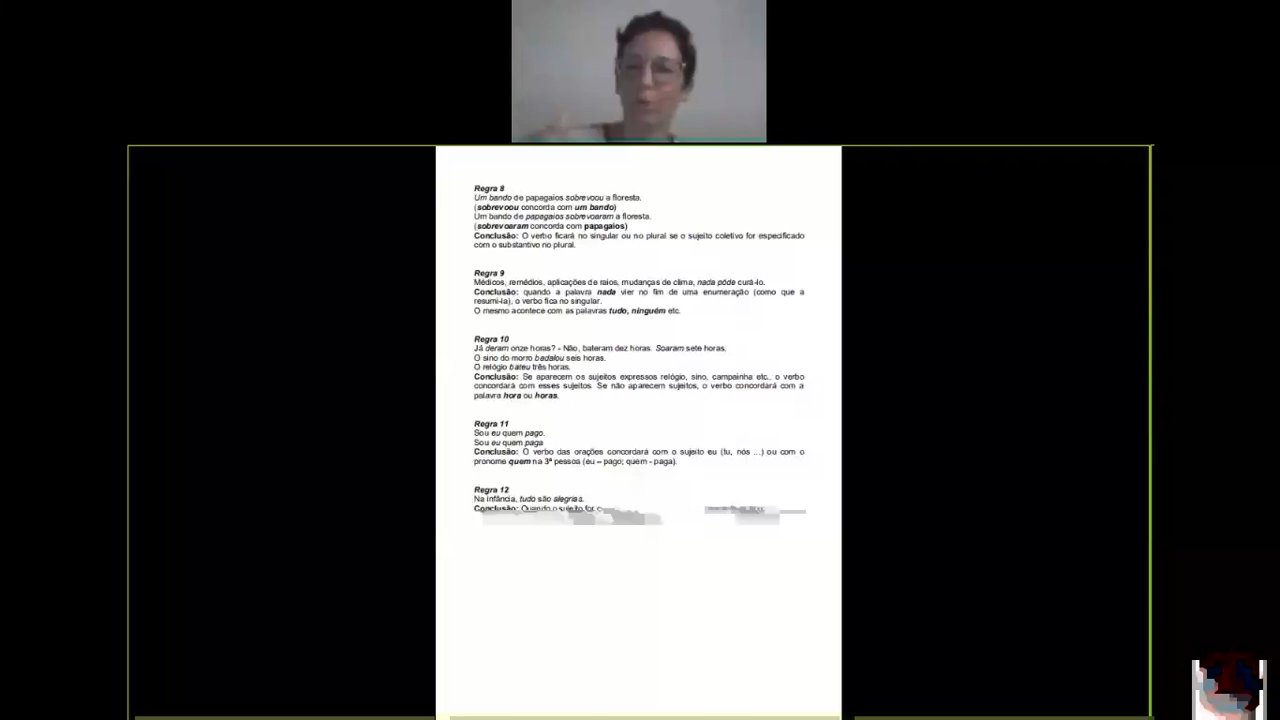 Regra 8
Um bando de papagaios sobrevoou a floresta.
(sobrevoou concorda com um bando)
Um bando de papagaios sobrevoaram a floresta.
(sobrevoaram concorda com papagaios)
Conclusão: O verbo ficará no singular ou no plural se o sujeito coletivo for especificado
com o substantivo no plural.
Regra 9
Médicos, remédios, aplicações de raios, mudanças de clima, nada pôde curá-lo.
Conclusão: quando a palavra nada vier no fim de uma enumeração (como que a
resumi-la), o verbo fica no singular.
O mesmo acontece com as palavras tudo, ninguém etc.
Regra 10
Já deram onze horas? - Não, bateram dez horas. Soaram sete horas.
O sino do morro badalou seis horas.
O relógio bateu três horas.
Conclusão: Se aparecem os sujeitos expressos relógio, sino, campainha etc., o verbo
concordará com esses sujeitos. Se não aparecem sujeitos, o verbo concordará com a
palavra hora ou horas.
Regra 11
Sou eu quem pago.
Sou eu quem paga
Conclusão: O verbo das orações concordará com o sujeito eu (tu, nós ...) ou com o
pronome quem na 3ª pessoa (eu – pago; quem - paga).
Regra 12
Na infância, tudo são alegrias.
Conclusão: Quando o sujeito for